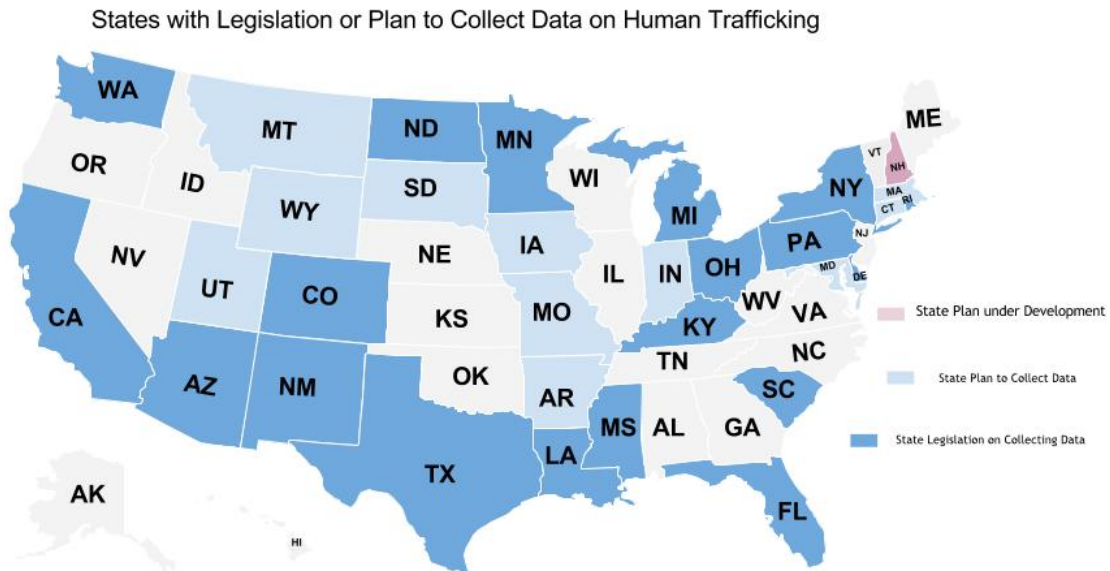 States with Legislation or Plan to Collect Data on Human Trafficking
WA
MT
ND
MN
ME
VT
NH
OR
ID
SD
WI
NY
MA
CT
RI
WY
MI
IA
NE
PA
NJ
NV
IL
IN
OH
MD
DE
UT
CO
WV
VA
State Plan under Development
CA
KS
MO
KY
NC
TN
AZ
NM
OK
AR
SC
State Plan to Collect Data
MS
AL
GA
State Legislation on Collecting Data
LA
TX
AK
FL
HI